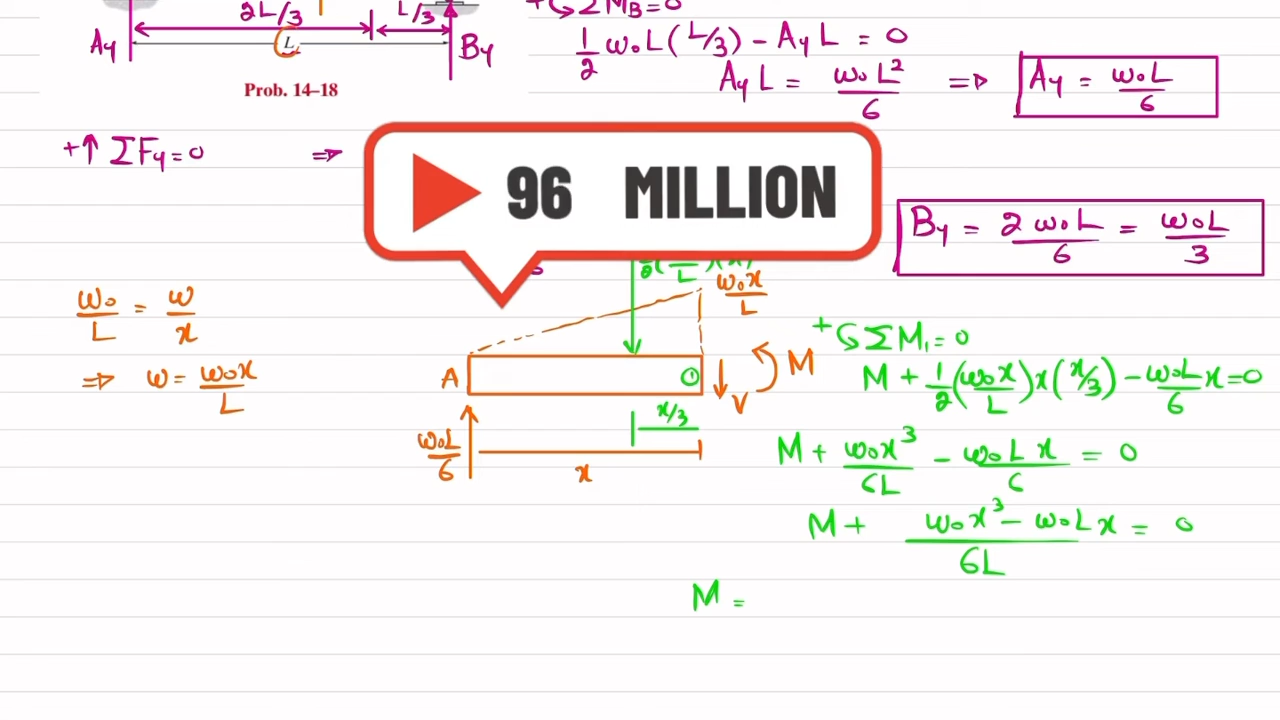 2L/3 L/3
L
Ay By
Prob. 14–18
+↺ ΣM_B=0
1/2 w₀L(L/3) - AyL = 0
AyL = w₀L²/6 ⇒ Ay = w₀L/6
+↑ ΣFy=0 ⇒
96 MILLION
By = 2w₀L/6 = w₀L/3
w₀/L = w/x
⇒ w = w₀x/L
w₀x/L
A ① V M
w₀L/6
x/3
x
+↺ ΣM₁=0
M + 1/2(w₀x/L)x(x/3) - w₀L/6 x=0
M + w₀x³/6L - w₀Lx/6 = 0
M + w₀x³ - w₀Lx/6L = 0
M =